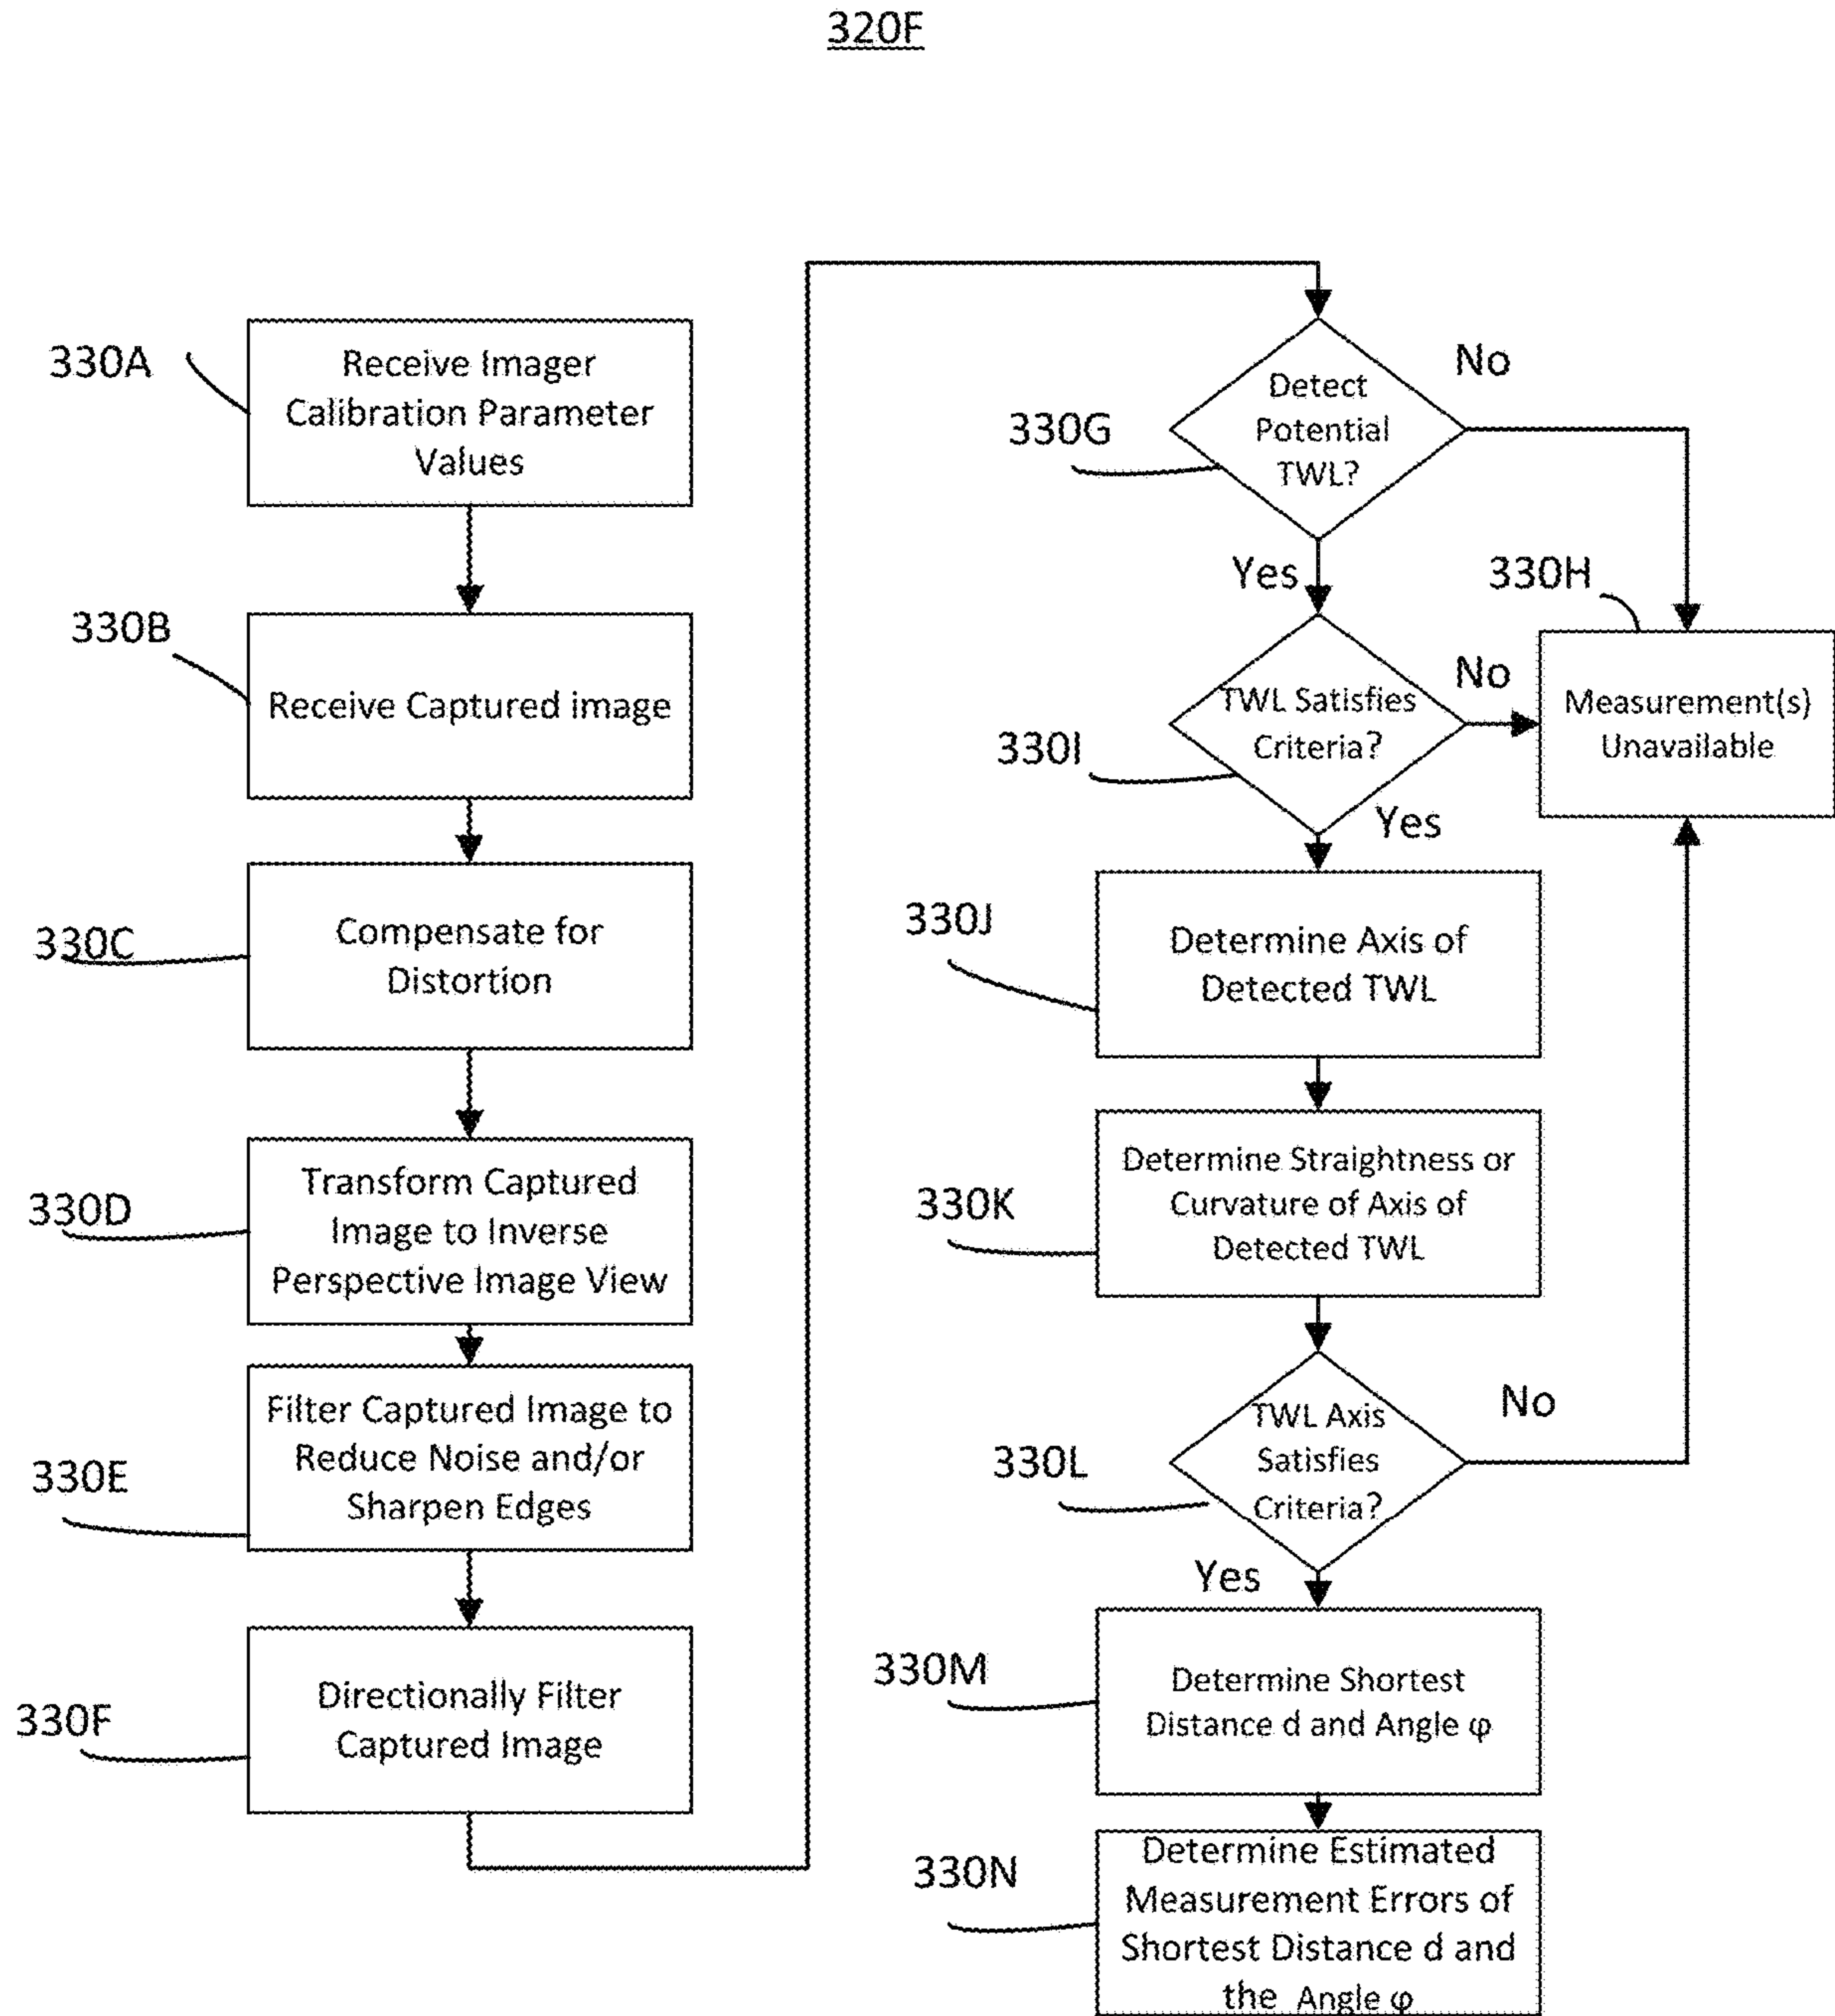 320F
330A
Receive Imager
Calibration Parameter
Values
330B
Receive Captured image
330C
Compensate for
Distortion
330D
Transform Captured
Image to Inverse
Perspective Image View
330E
Filter Captured Image to
Reduce Noise and/or
Sharpen Edges
330F
Directionally Filter
Captured Image
330G
Detect
Potential
TWL?
No
Yes
330H
Measurement(s)
Unavailable
330I
TWL Satisfies
Criteria?
No
Yes
330J
Determine Axis of
Detected TWL
330K
Determine Straightness or
Curvature of Axis of
Detected TWL
330L
TWL Axis
Satisfies
Criteria?
No
Yes
330M
Determine Shortest
Distance d and Angle φ
330N
Determine Estimated
Measurement Errors of
Shortest Distance d and
the Angle φ